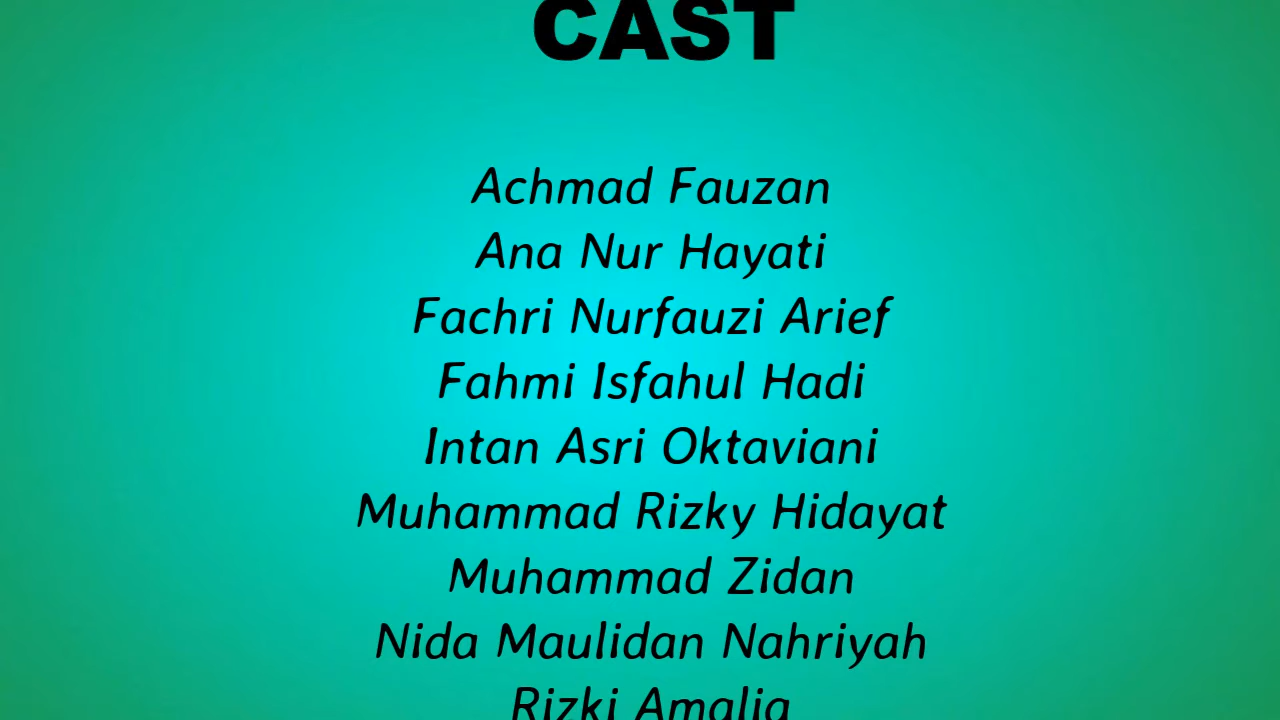 CAST
Achmad Fauzan
Ana Nur Hayati
Fachri Nurfauzi Arief
Fahmi Isfahul Hadi
Intan Asri Oktaviani
Muhammad Rizky Hidayat
Muhammad Zidan
Nida Maulidan Nahriyah
Rizki Amalia